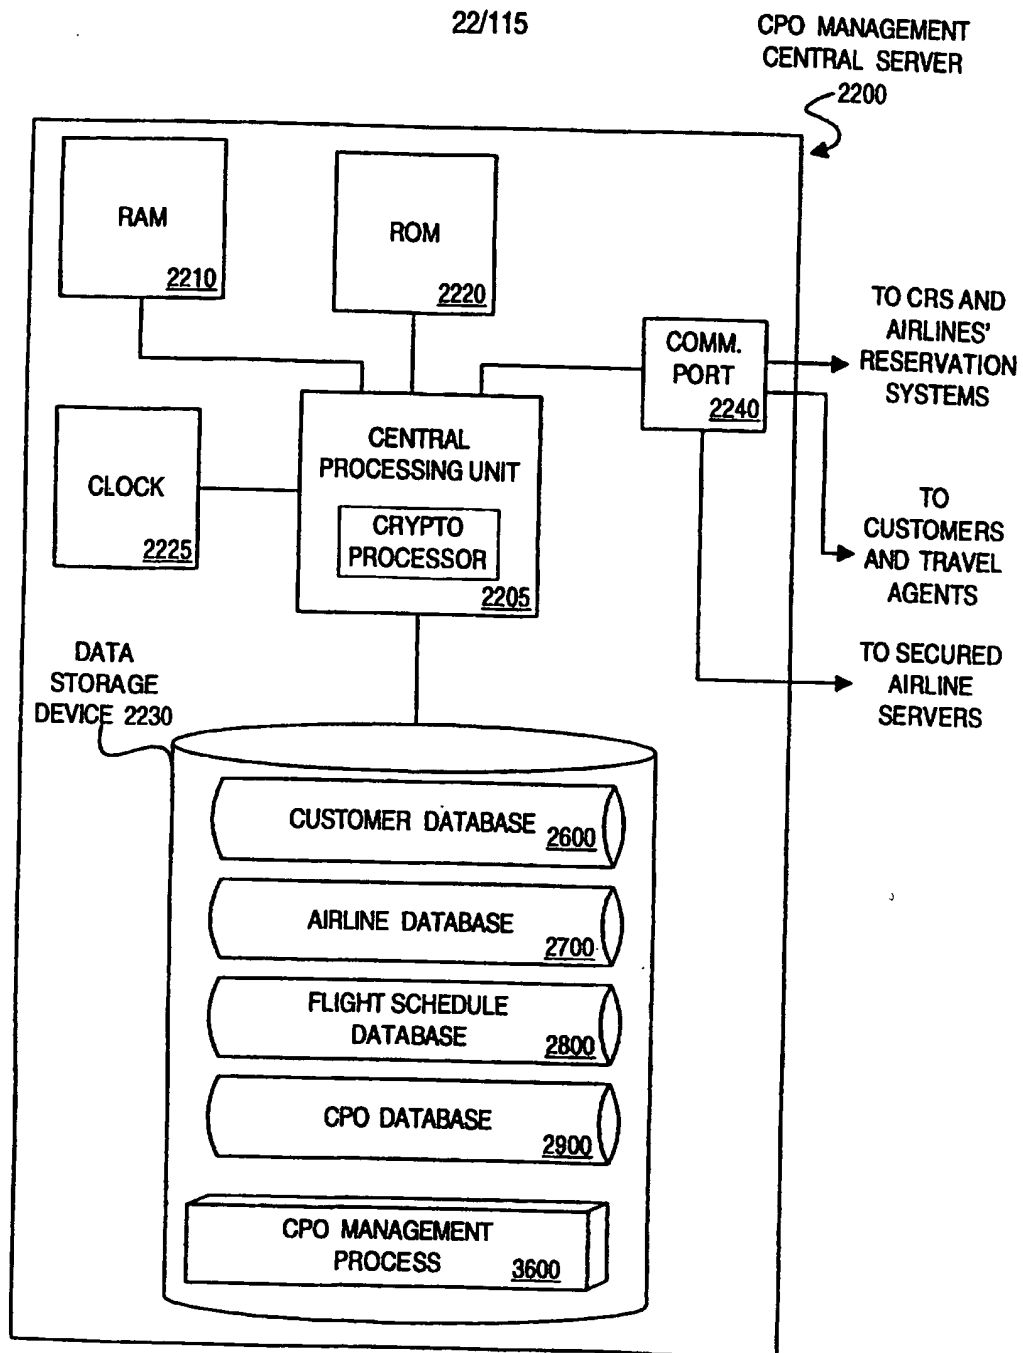 22/115
CPO MANAGEMENT
CENTRAL SERVER
2200
RAM
2210
ROM
2220
COMM.
PORT
2240
TO CRS AND
AIRLINES'
RESERVATION
SYSTEMS
CLOCK
2225
CENTRAL
PROCESSING UNIT
CRYPTO
PROCESSOR
2205
TO
CUSTOMERS
AND TRAVEL
AGENTS
TO SECURED
AIRLINE
SERVERS
DATA
STORAGE
DEVICE 2230
CUSTOMER DATABASE
2600
AIRLINE DATABASE
2700
FLIGHT SCHEDULE
DATABASE
2800
CPO DATABASE
2900
CPO MANAGEMENT
PROCESS
3600